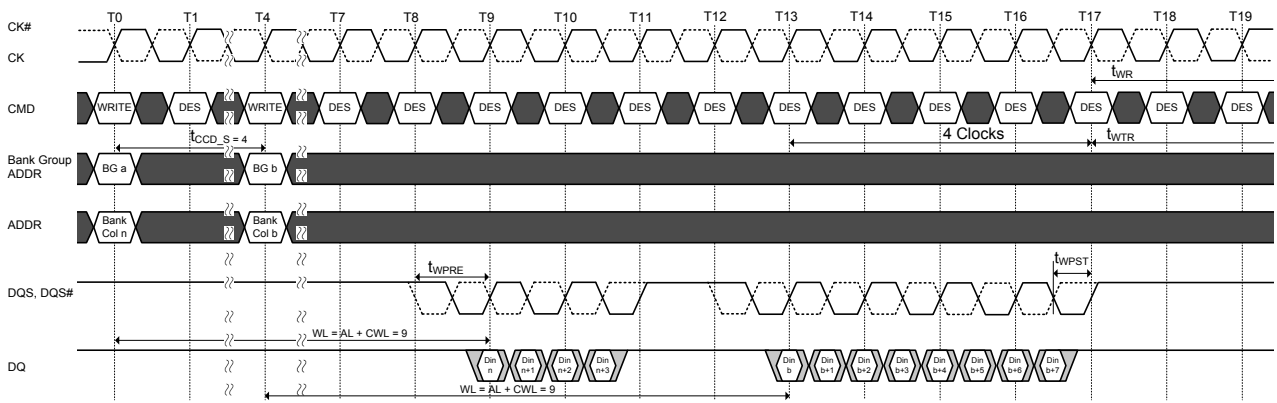 T0 T1 T4 T7 T8 T9 T10 T11 T12 T13 T14 T15 T16 T17 T18 T19
CK#
CK
tWR
CMD WRITE DES WRITE DES DES DES DES DES DES DES DES DES DES DES DES DES
tCCD_S = 4
4 Clocks
tWTR
Bank Group
ADDR
BG a BG b
ADDR
Bank
Col n
Bank
Col b
tWPRE
tWPST
DQS, DQS#
WL = AL + CWL = 9
DQ
Din
n
Din
n+1
Din
n+2
Din
n+3
Din
b
Din
b+1
Din
b+2
Din
b+3
Din
b+4
Din
b+5
Din
b+6
Din
b+7
WL = AL + CWL = 9